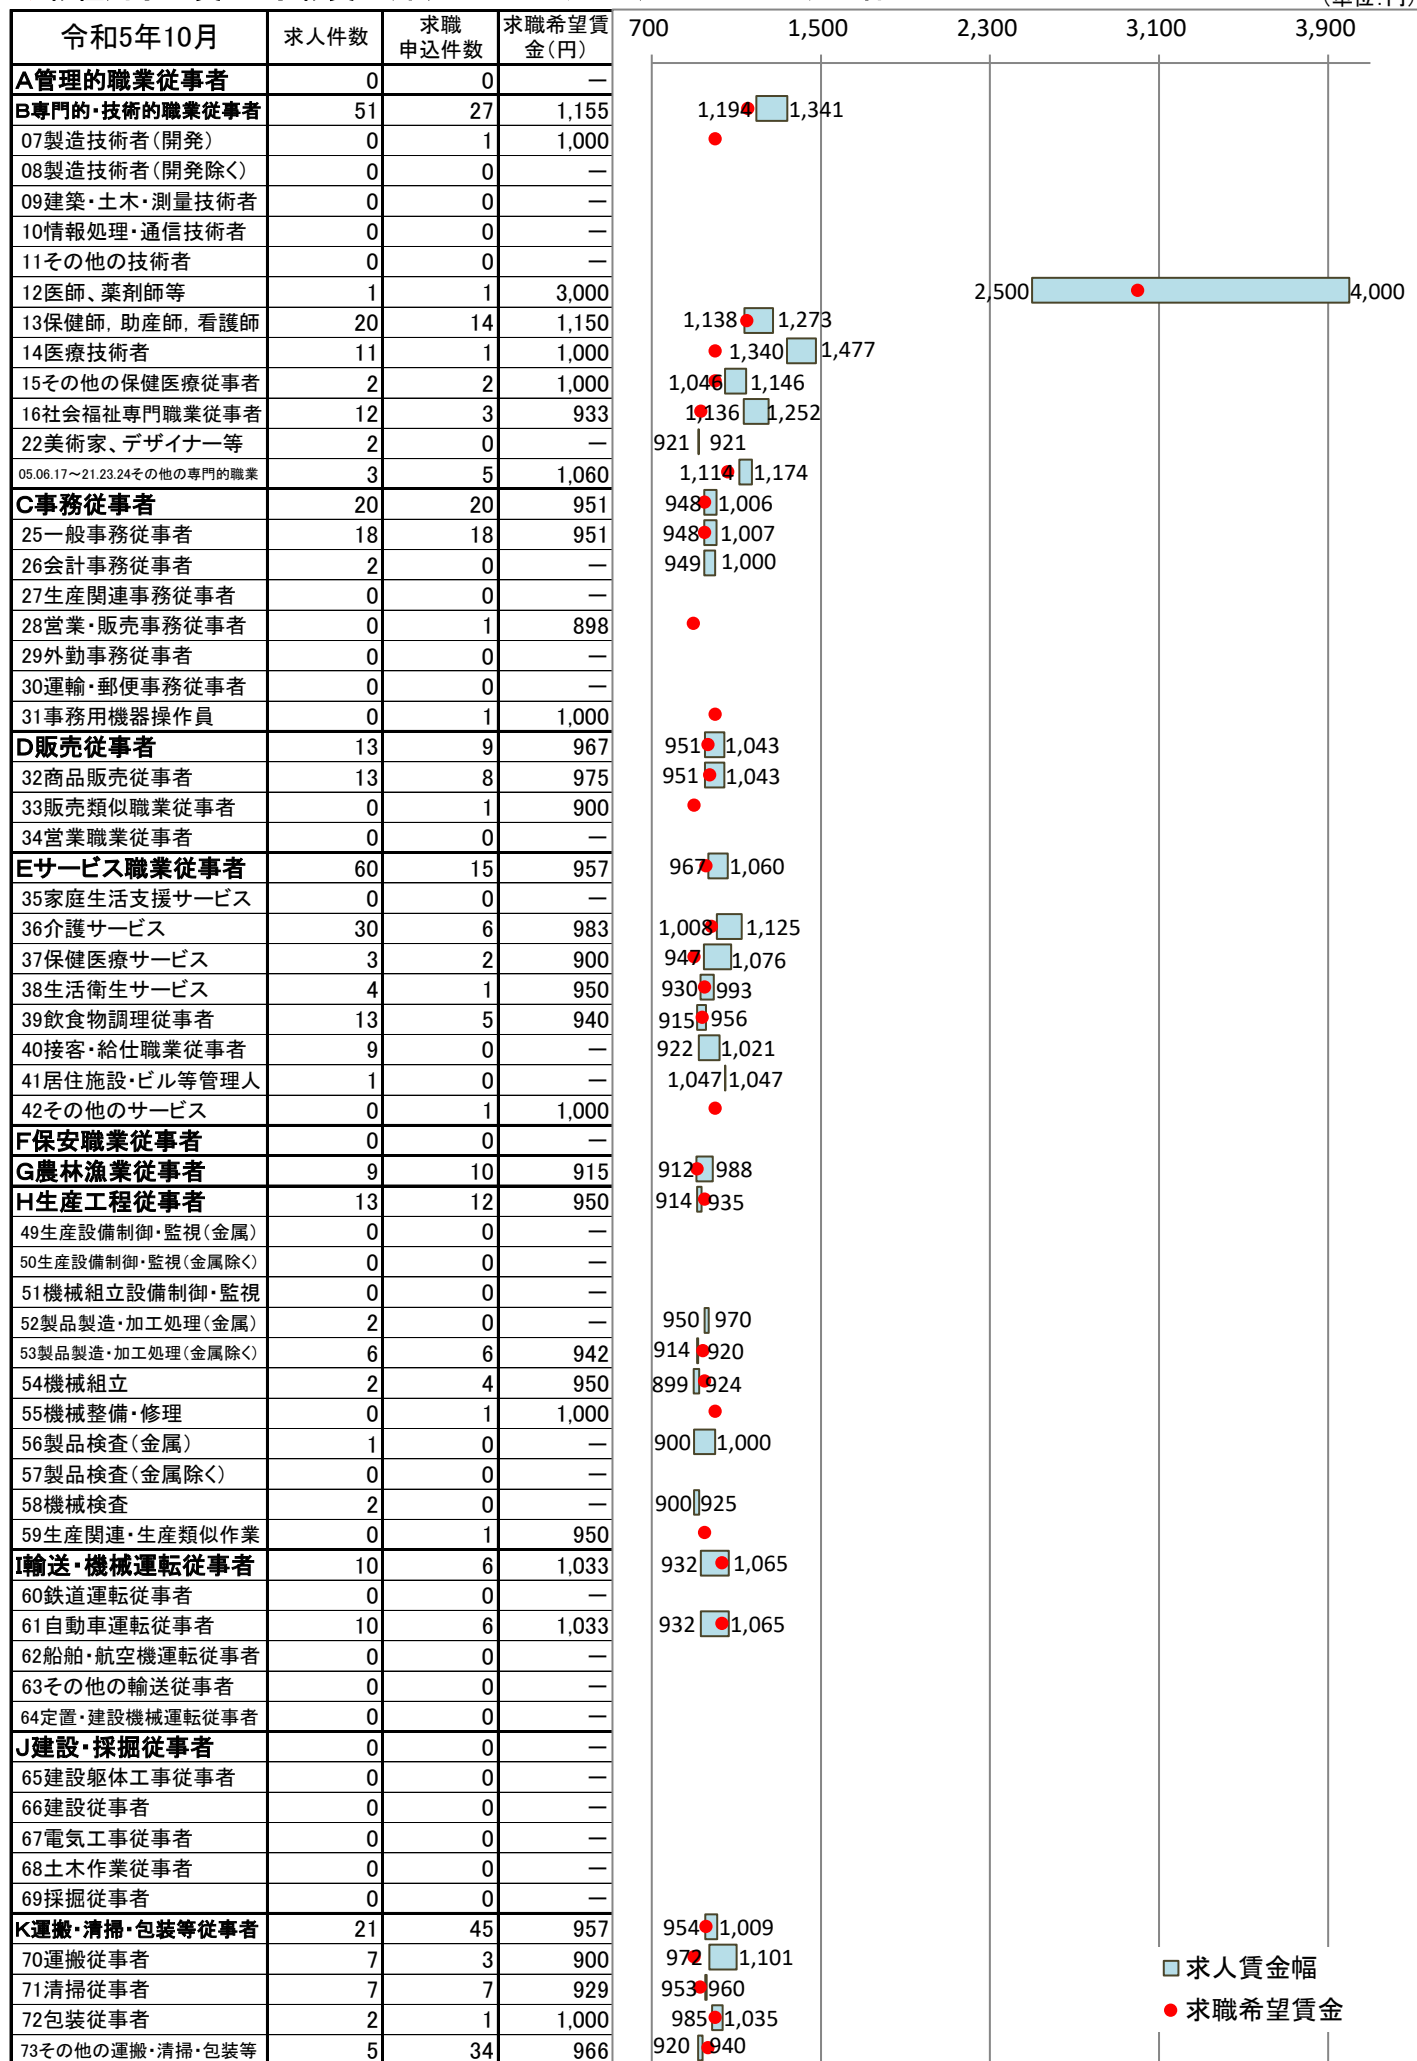 (単位:円)
令和5年10月 求人件数 求職申込件数 求職希望賃金(円) 700 1,500 2,300 3,100 3,900
A管理的職業従事者 0 0 ―
B専門的・技術的職業従事者 51 27 1,155 1,194 1,341
07製造技術者(開発) 0 1 1,000
08製造技術者(開発除く) 0 0 ―
09建築・土木・測量技術者 0 0 ―
10情報処理・通信技術者 0 0 ―
11その他の技術者 0 0 ―
12医師、薬剤師等 1 1 3,000 2,500 4,000
13保健師, 助産師, 看護師 20 14 1,150 1,138 1,273
14医療技術者 11 1 1,000 1,340 1,477
15その他の保健医療従事者 2 2 1,000 1,046 1,146
16社会福祉専門職業従事者 12 3 933 1,136 1,252
22美術家、デザイナー等 2 0 ― 921 921
05.06.17～21.23.24その他の専門的職業 3 5 1,060 1,114 1,174
C事務従事者 20 20 951 948 1,006
25一般事務従事者 18 18 951 948 1,007
26会計事務従事者 2 0 ― 949 1,000
27生産関連事務従事者 0 0 ―
28営業・販売事務従事者 0 1 898
29外勤事務従事者 0 0 ―
30運輸・郵便事務従事者 0 0 ―
31事務用機器操作員 0 1 1,000
D販売従事者 13 9 967 951 1,043
32商品販売従事者 13 8 975 951 1,043
33販売類似職業従事者 0 1 900
34営業職業従事者 0 0 ―
Eサービス職業従事者 60 15 957 967 1,060
35家庭生活支援サービス 0 0 ―
36介護サービス 30 6 983 1,008 1,125
37保健医療サービス 3 2 900 947 1,076
38生活衛生サービス 4 1 950 930 993
39飲食物調理従事者 13 5 940 915 956
40接客・給仕職業従事者 9 0 ― 922 1,021
41居住施設・ビル等管理人 1 0 ― 1,047 1,047
42その他のサービス 0 1 1,000
F保安職業従事者 0 0 ―
G農林漁業従事者 9 10 915 912 988
H生産工程従事者 13 12 950 914 935
49生産設備制御・監視(金属) 0 0 ―
50生産設備制御・監視(金属除く) 0 0 ―
51機械組立設備制御・監視 0 0 ―
52製品製造・加工処理(金属) 2 0 ― 950 970
53製品製造・加工処理(金属除く) 6 6 942 914 920
54機械組立 2 4 950 899 924
55機械整備・修理 0 1 1,000
56製品検査(金属) 1 0 ― 900 1,000
57製品検査(金属除く) 0 0 ―
58機械検査 2 0 ― 900 925
59生産関連・生産類似作業 0 1 950
I輸送・機械運転従事者 10 6 1,033 932 1,065
60鉄道運転従事者 0 0 ―
61自動車運転従事者 10 6 1,033 932 1,065
62船舶・航空機運転従事者 0 0 ―
63その他の輸送従事者 0 0 ―
64定置・建設機械運転従事者 0 0 ―
J建設・採掘従事者 0 0 ―
65建設躯体工事従事者 0 0 ―
66建設従事者 0 0 ―
67電気工事従事者 0 0 ―
68土木作業従事者 0 0 ―
69採掘従事者 0 0 ―
K運搬・清掃・包装等従事者 21 45 957 954 1,009
70運搬従事者 7 3 900 972 1,101
71清掃従事者 7 7 929 953 960
72包装従事者 2 1 1,000 985 1,035
73その他の運搬・清掃・包装等 5 34 966 920 940
求人賃金幅
求職希望賃金